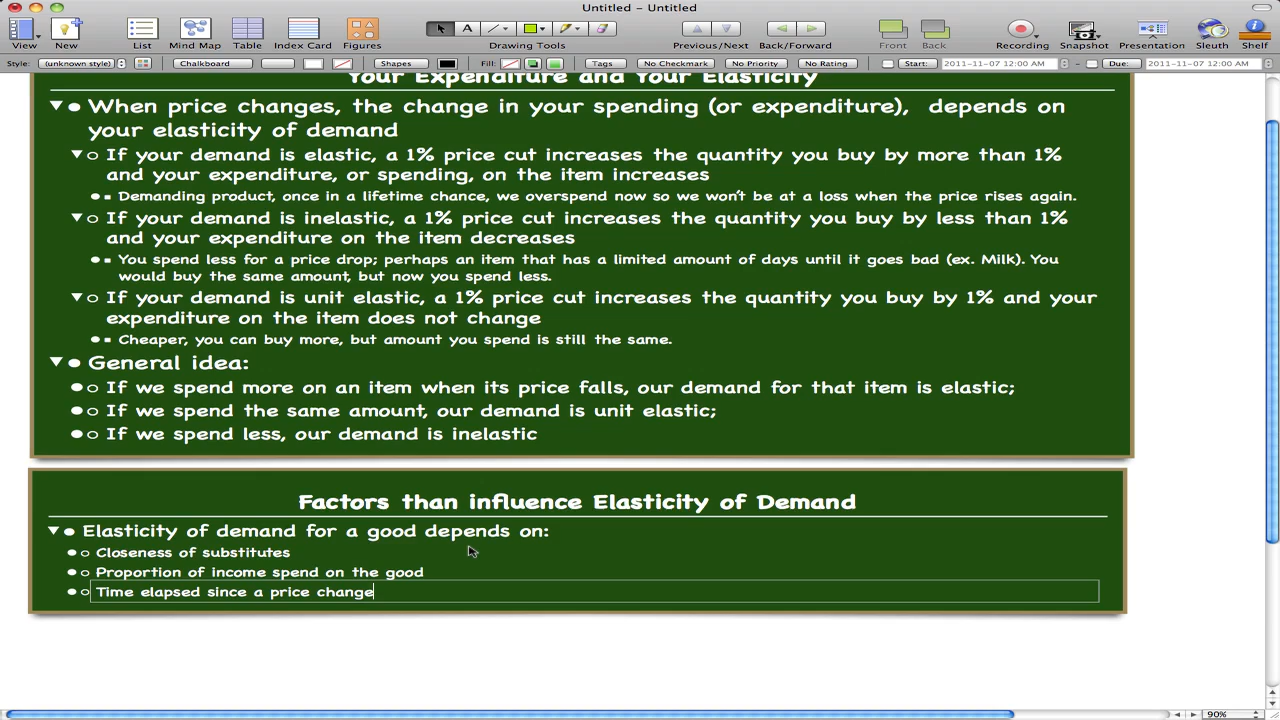 Untitled – Untitled
View New List Mind Map Table Index Card Figures Drawing Tools Previous/Next Back/Forward Front Back Recording Snapshot Presentation Sleuth Shelf
A
Style: (unknown style) Chalkboard Shapes Fill: Tags No Checkmark No Priority No Rating Start: 2011-11-07 12:00 AM Due: 2011-11-07 12:00 AM
Your Expenditure and Your Elasticity
When price changes, the change in your spending (or expenditure), depends on
your elasticity of demand
If your demand is elastic, a 1% price cut increases the quantity you buy by more than 1%
and your expenditure, or spending, on the item increases
Demanding product, once in a lifetime chance, we overspend now so we won't be at a loss when the price rises again.
If your demand is inelastic, a 1% price cut increases the quantity you buy by less than 1%
and your expenditure on the item decreases
You spend less for a price drop; perhaps an item that has a limited amount of days until it goes bad (ex. Milk). You
would buy the same amount, but now you spend less.
If your demand is unit elastic, a 1% price cut increases the quantity you buy by 1% and your
expenditure on the item does not change
Cheaper, you can buy more, but amount you spend is still the same.
General idea:
If we spend more on an item when its price falls, our demand for that item is elastic;
If we spend the same amount, our demand is unit elastic;
If we spend less, our demand is inelastic
Factors than influence Elasticity of Demand
Elasticity of demand for a good depends on:
Closeness of substitutes
Proportion of income spend on the good
Time elapsed since a price change
90%